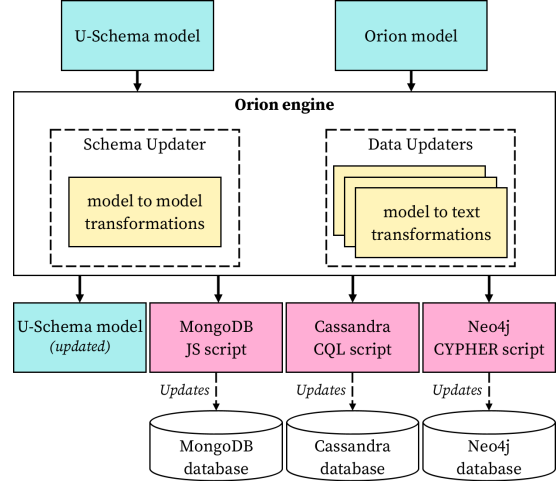 U-Schema model
Orion model
Orion engine
Schema Updater
Data Updaters
model to model
transformations
model to text
transformations
U-Schema model
(updated)
MongoDB
JS script
Cassandra
CQL script
Neo4j
CYPHER script
Updates
Updates
Updates
MongoDB
database
Cassandra
database
Neo4j
database